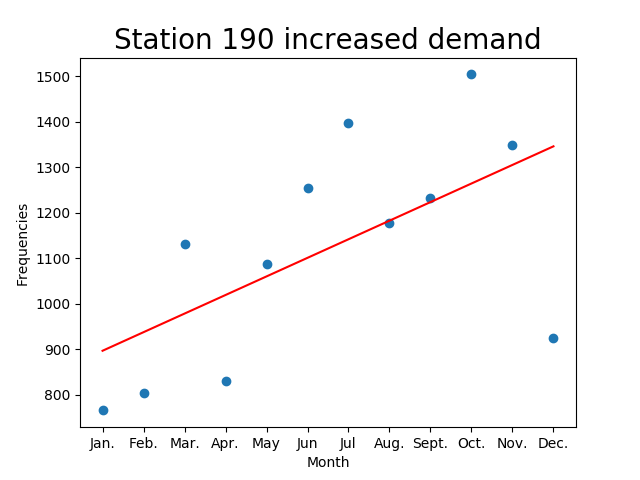 Station 190 increased demand
1500
1400
1300
1200
1100
1000
900
800
Frequencies
Jan. Feb. Mar. Apr. May Jun Jul Aug. Sept. Oct. Nov. Dec.
Month